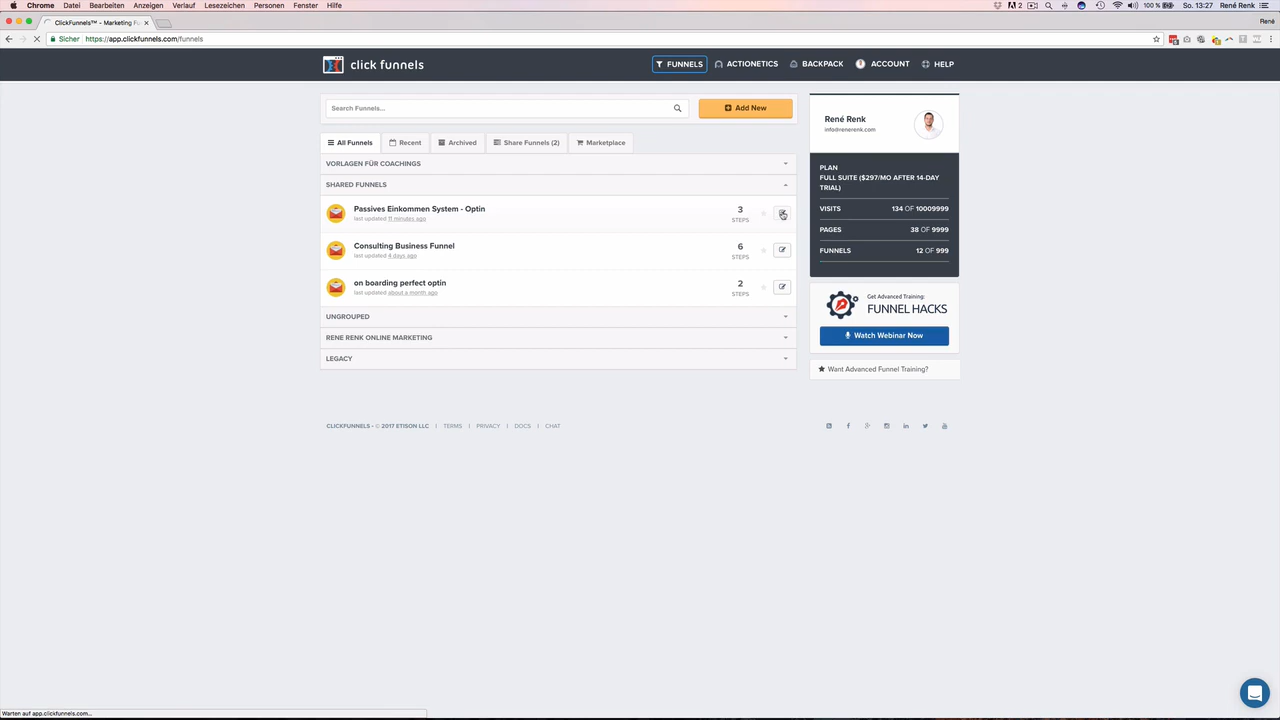 Chrome Datei Bearbeiten Anzeigen Verlauf Lesezeichen Personen Fenster Hilfe
2 100 % So. 13:27 René Renk
ClickFunnels™ - Marketing Fu
René
Sicher https://app.clickfunnels.com/funnels
click funnels
FUNNELS ACTIONETICS BACKPACK ACCOUNT HELP
Search Funnels...
Add New
All Funnels Recent Archived Share Funnels (2) Marketplace
VORLAGEN FÜR COACHINGS
SHARED FUNNELS
Passives Einkommen System - Optin
last updated 11 minutes ago
3
STEPS
Consulting Business Funnel
last updated 4 days ago
6
STEPS
on boarding perfect optin
last updated about a month ago
2
STEPS
UNGROUPED
RENE RENK ONLINE MARKETING
LEGACY
René Renk
info@renerenk.com
PLAN
FULL SUITE ($297/MO AFTER 14-DAY
TRIAL)
VISITS 134 OF 10009999
PAGES 38 OF 9999
FUNNELS 12 OF 999
Get Advanced Training:
FUNNEL HACKS
Watch Webinar Now
Want Advanced Funnel Training?
CLICKFUNNELS - © 2017 ETISON LLC | TERMS | PRIVACY | DOCS | CHAT
Warten auf app.clickfunnels.com...